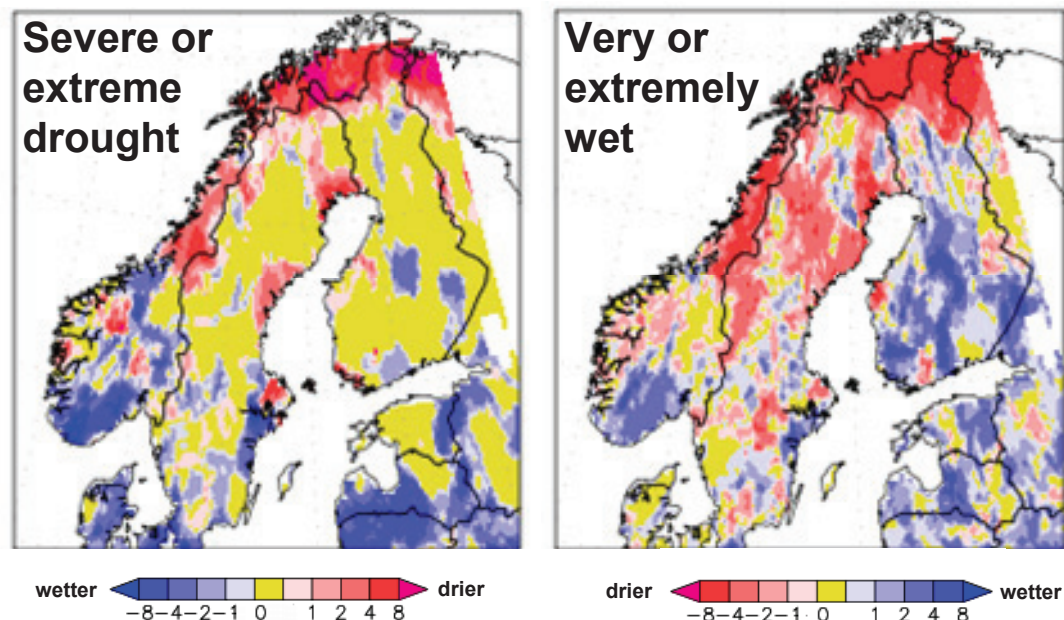 Severe or
extreme
drought
Very or
extremely
wet
wetter
drier
−8−4−2−1 0 1 2 4 8
drier
wetter
−8−4−2−1 0 1 2 4 8